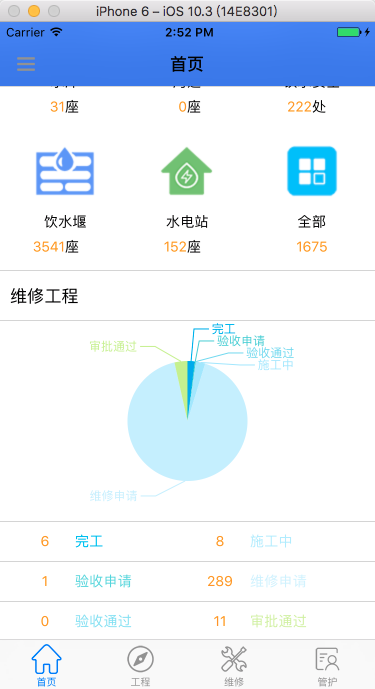 iPhone 6 – iOS 10.3 (14E8301)
Carrier 2:52 PM
首页
31座 0座 222处
饮水堰 水电站 全部
3541座 152座 1675
维修工程
完工
验收申请
审批通过
验收通过
施工中
维修申请
6 完工 8 施工中
1 验收申请 289 维修申请
0 验收通过 11 审批通过
首页 工程 维修 管护